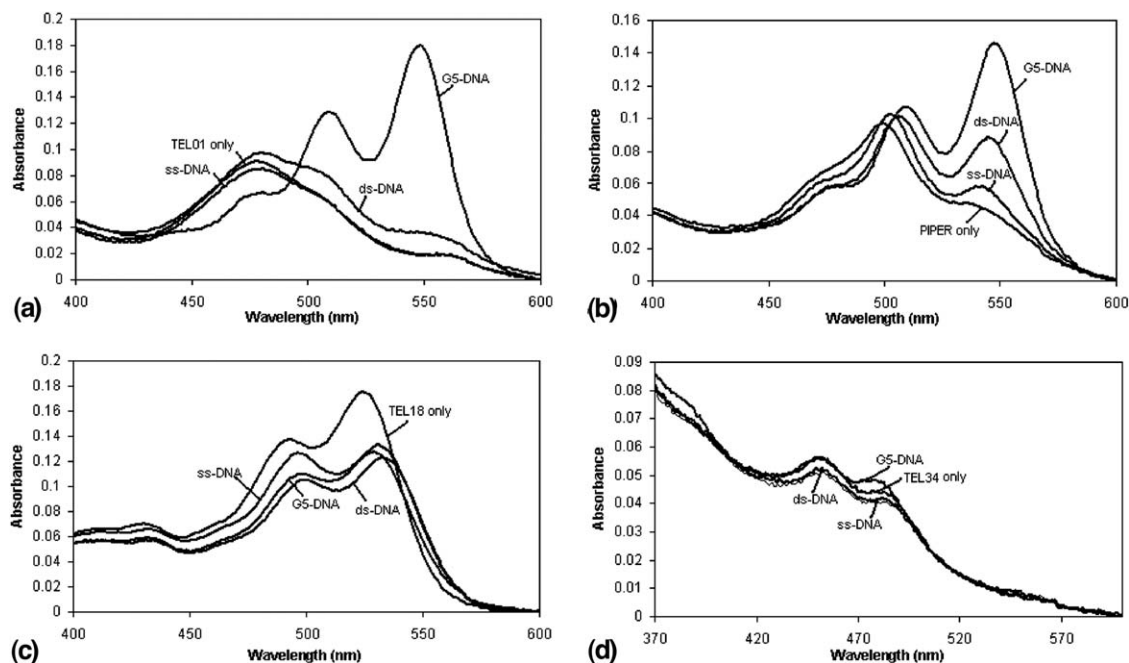 0.2
0.18
0.16
0.14
0.12
0.1
0.08
0.06
0.04
0.02
0
Absorbance
G5-DNA
TEL01 only
ss-DNA
ds-DNA
400 450 500 550 600
Wavelength (nm)
(a)
0.16
0.14
0.12
0.1
0.08
0.06
0.04
0.02
0
Absorbance
G5-DNA
ds-DNA
ss-DNA
PIPER only
400 450 500 550 600
Wavelength (nm)
(b)
0.2
0.18
0.16
0.14
0.12
0.1
0.08
0.06
0.04
0.02
0
Absorbance
TEL18 only
ss-DNA
G5-DNA
ds-DNA
400 450 500 550 600
Wavelength (nm)
(c)
0.09
0.08
0.07
0.06
0.05
0.04
0.03
0.02
0.01
0
Absorbance
G5-DNA
TEL34 only
ds-DNA
ss-DNA
370 420 470 520 570
Wavelength (nm)
(d)